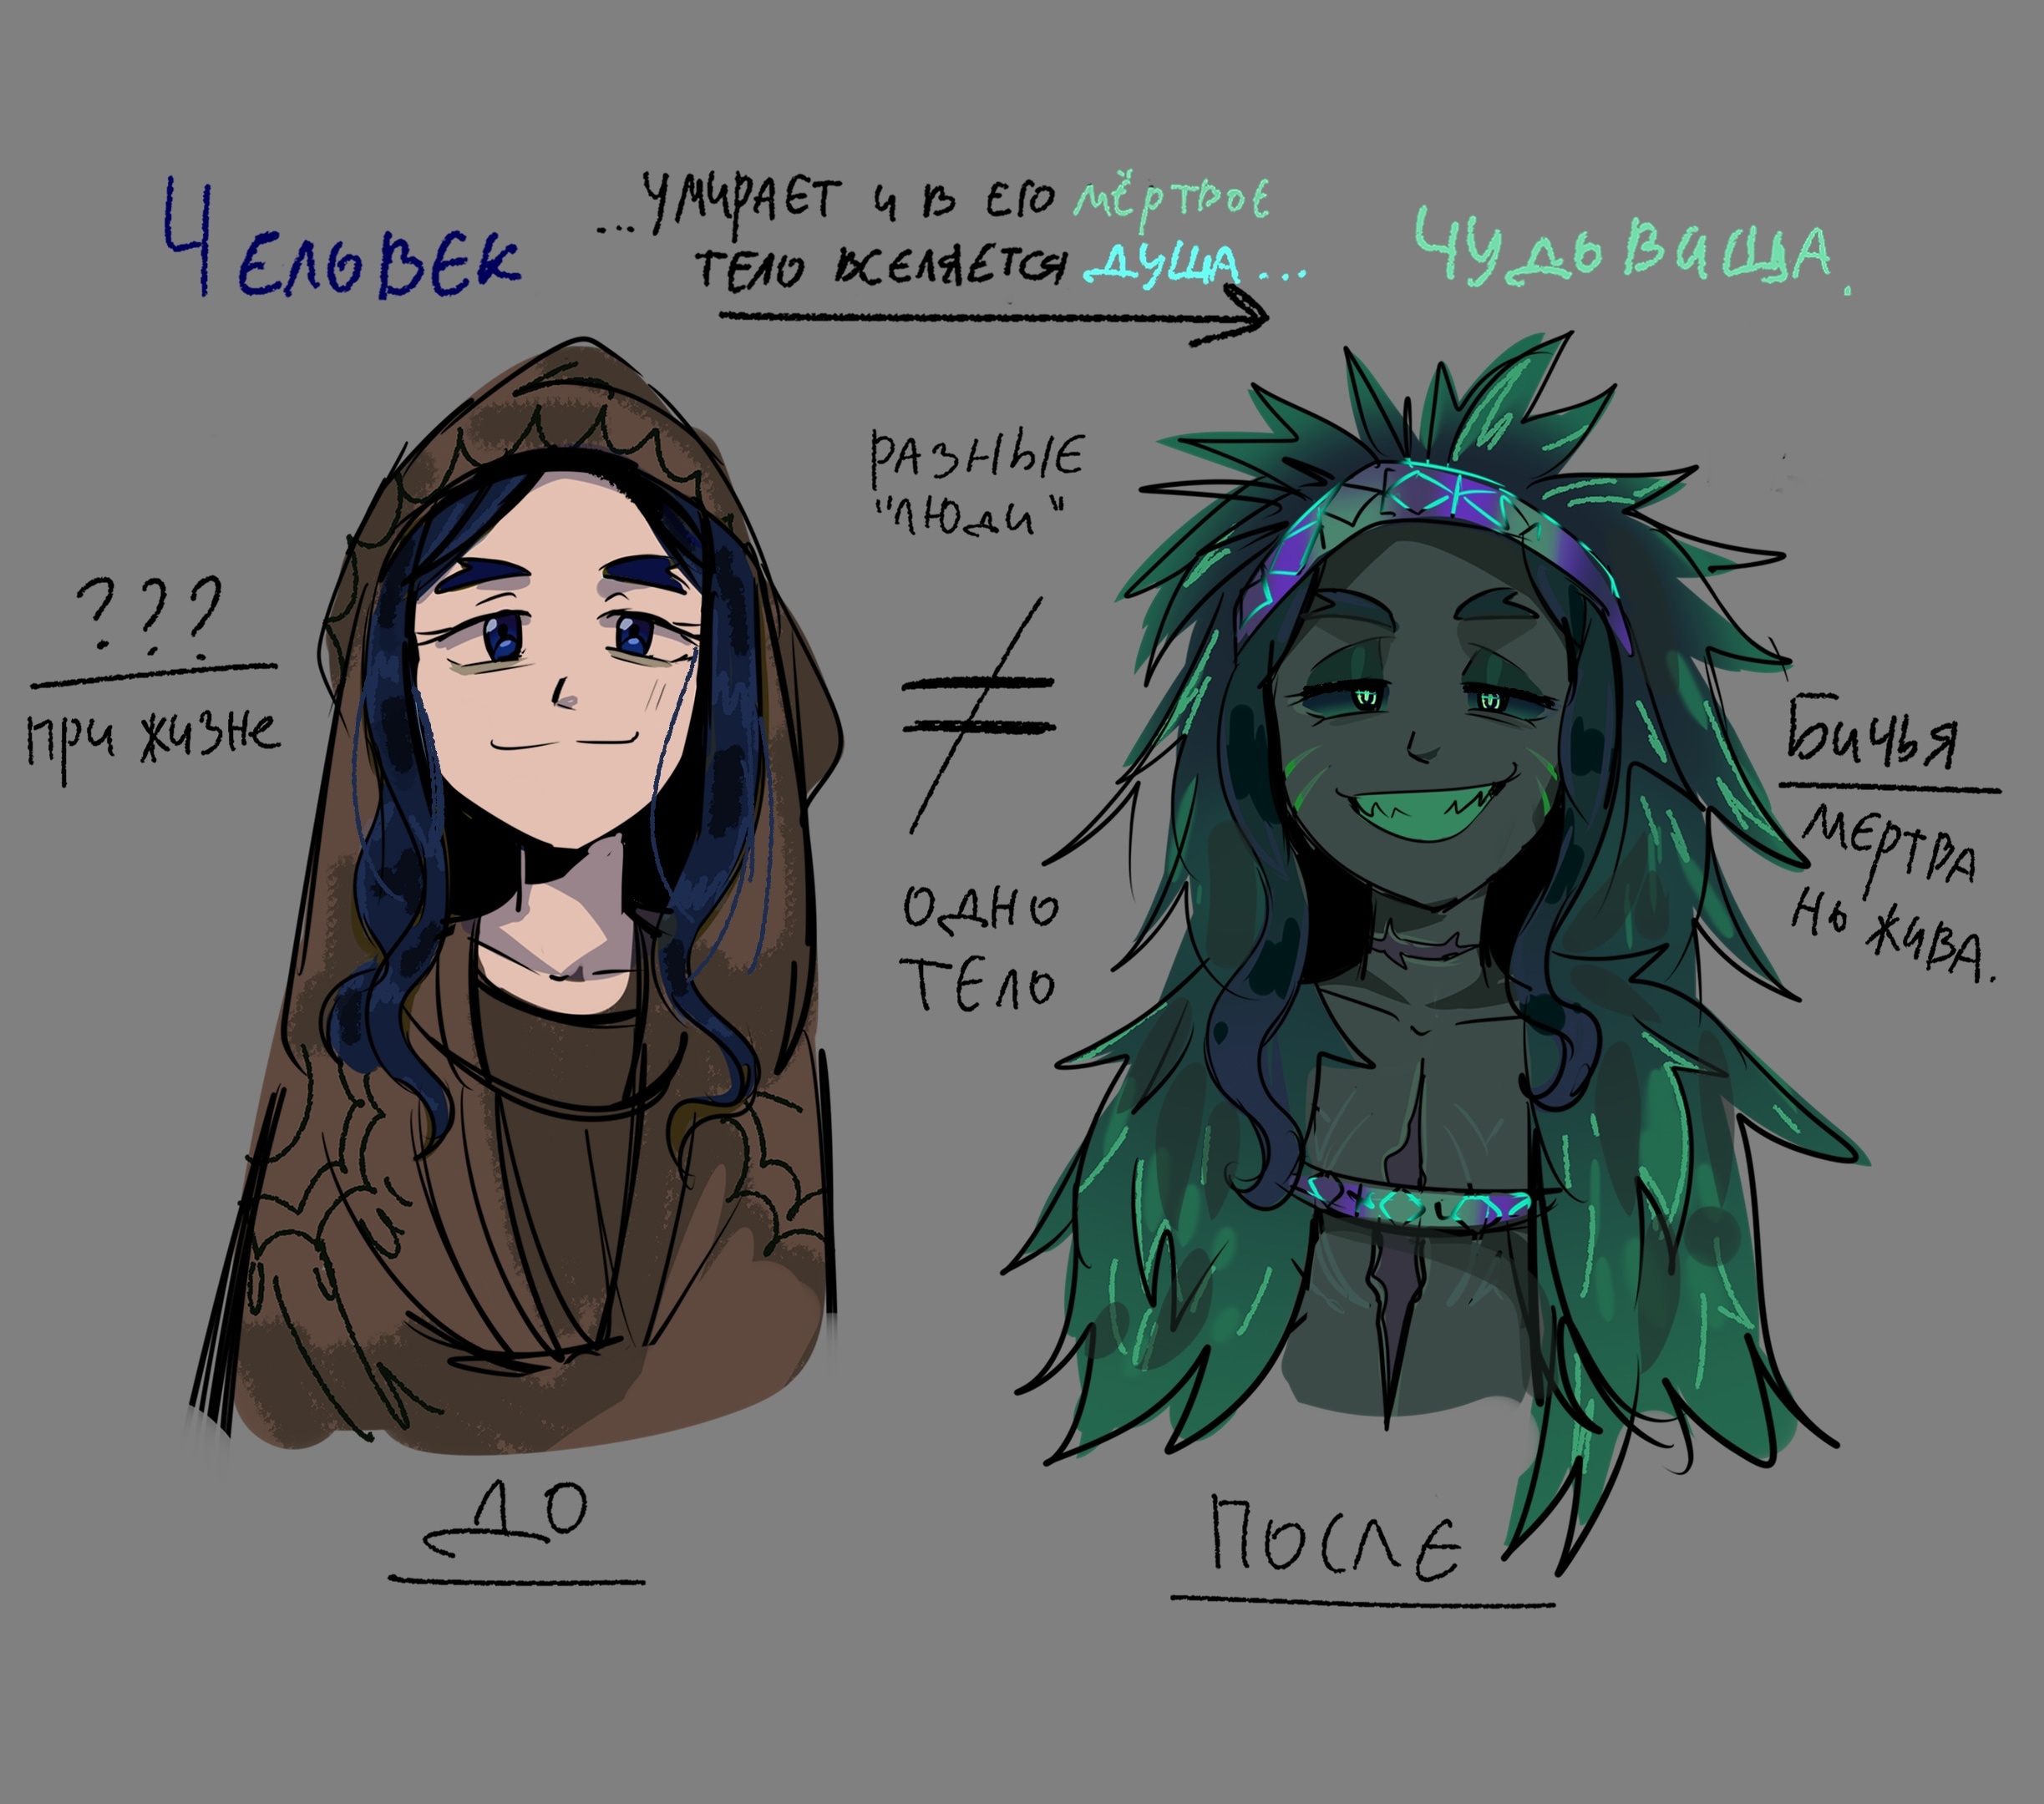 Человек
...умирает и в его мёртвое
тело вселяется душа...
чудовища.
разные
"люди"
???
при жизне
≠
одно
тело
Бичья
мертва
но жива.
До
После